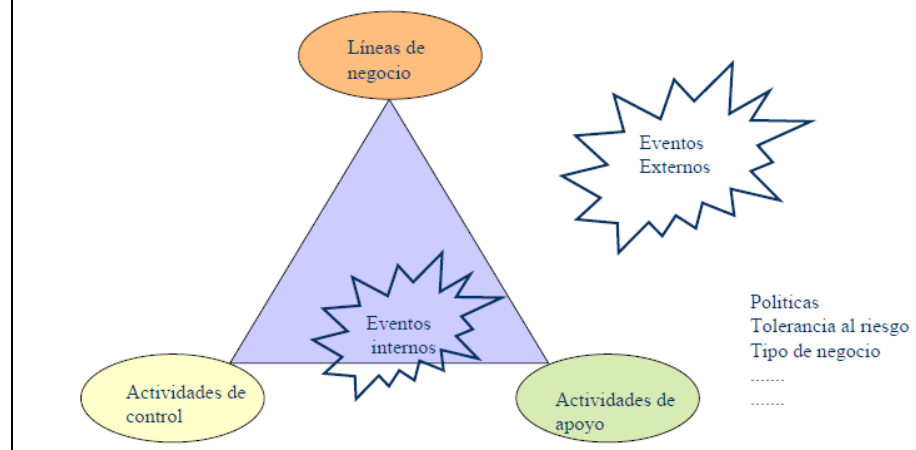 Líneas de
negocio
Eventos
Externos
Eventos
internos
Politicas
Tolerancia al riesgo
Tipo de negocio
.......
.......
Actividades de
control
Actividades de
apoyo